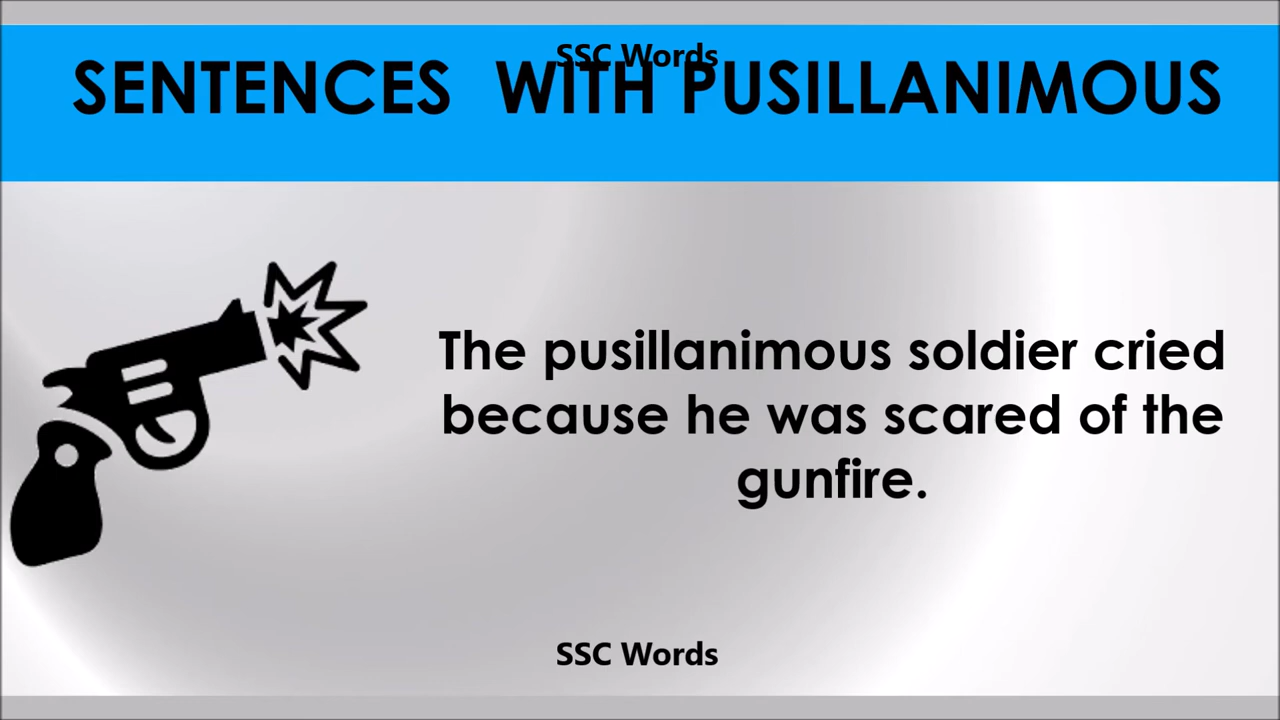 SSC Words
SENTENCES WITH PUSILLANIMOUS
The pusillanimous soldier cried
because he was scared of the
gunfire.
SSC Words